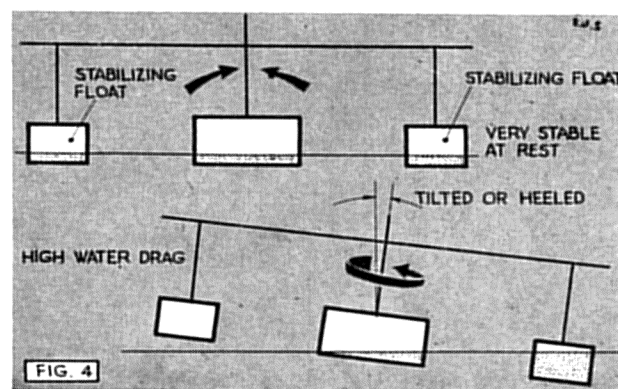 STABILIZING
FLOAT
STABILIZING FLOAT
VERY STABLE
AT REST
TILTED OR HEELED
HIGH WATER DRAG
FIG. 4